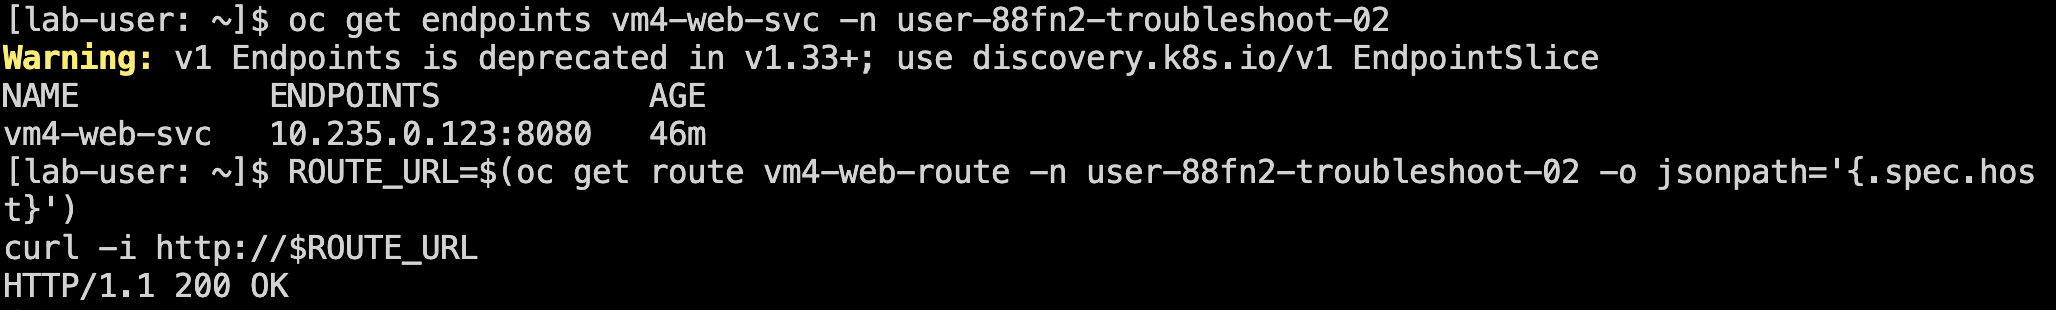 [lab-user: ~]$ oc get endpoints vm4-web-svc -n user-88fn2-troubleshoot-02
Warning: v1 Endpoints is deprecated in v1.33+; use discovery.k8s.io/v1 EndpointSlice
NAME          ENDPOINTS           AGE
vm4-web-svc   10.235.0.123:8080   46m
[lab-user: ~]$ ROUTE_URL=$(oc get route vm4-web-route -n user-88fn2-troubleshoot-02 -o jsonpath='{.spec.hos
t}')
curl -i http://$ROUTE_URL
HTTP/1.1 200 OK